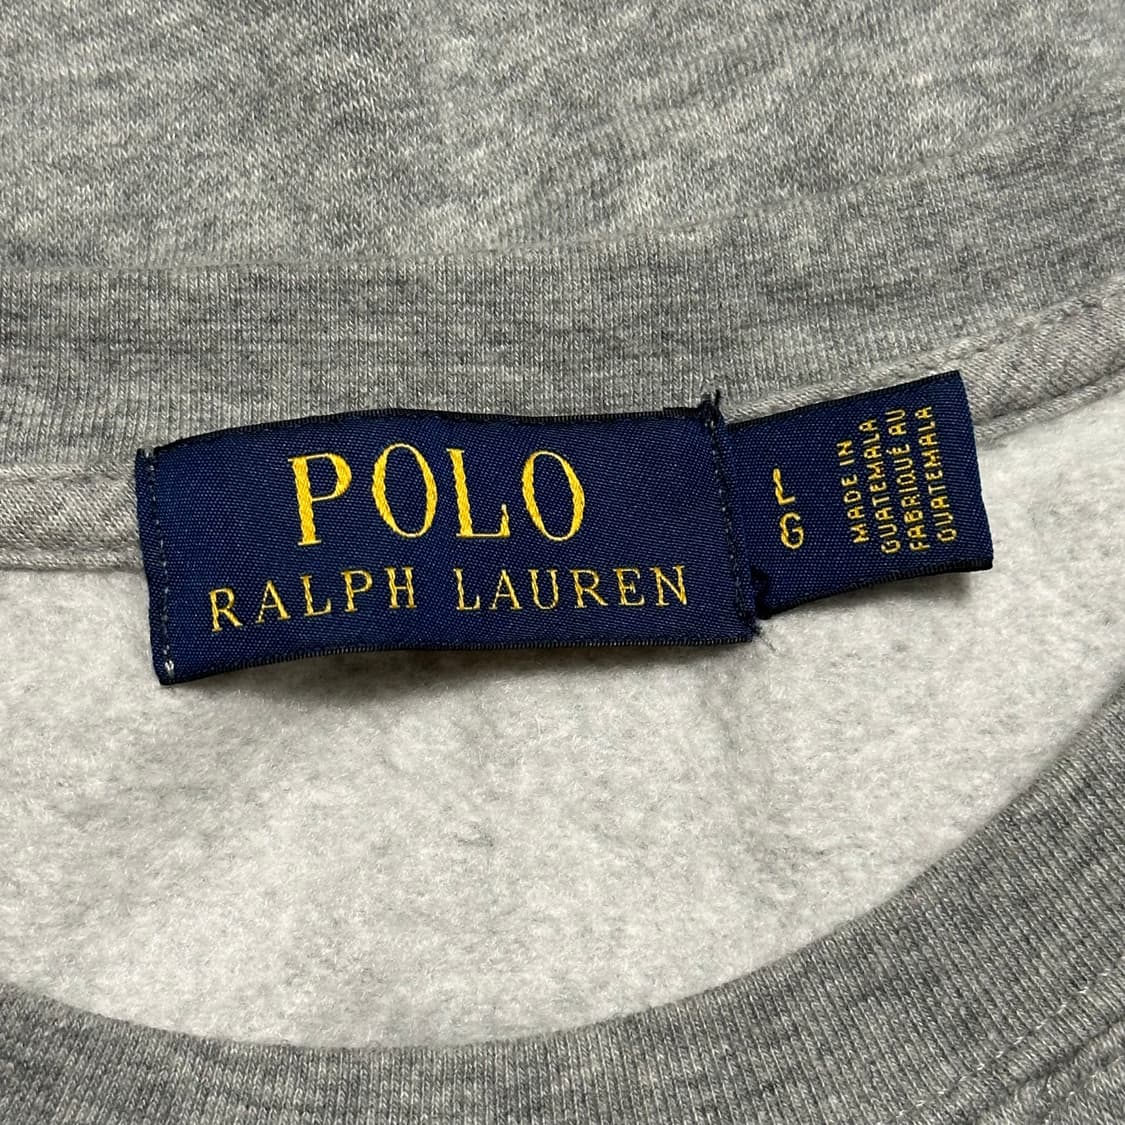 POLO
RALPH LAUREN
L
G
MADE IN
GUATEMALA
FABRIQUÉ AU
GUATEMALA